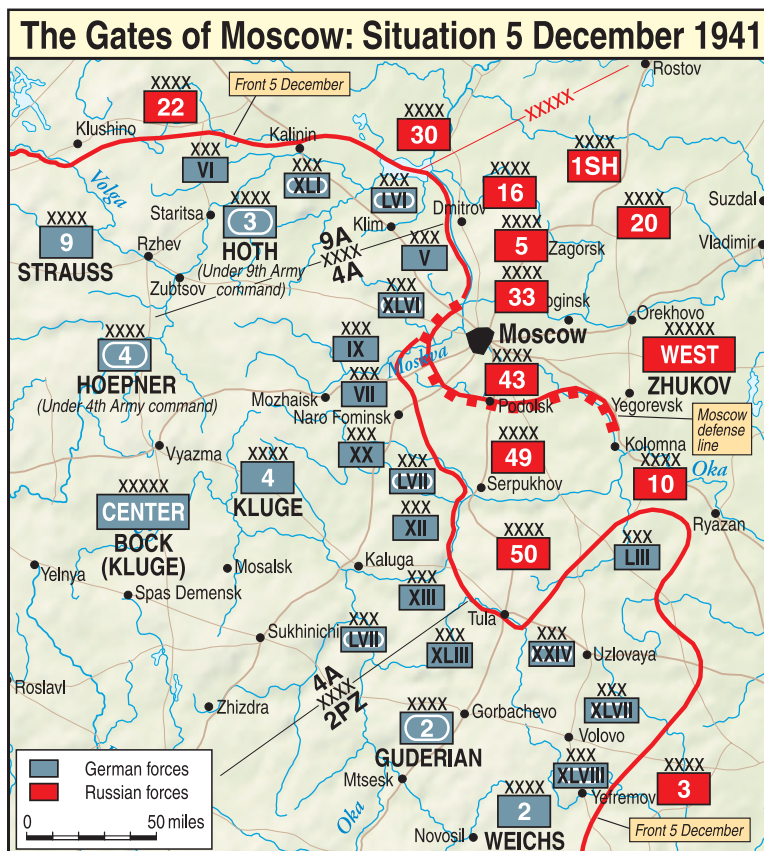 The Gates of Moscow: Situation 5 December 1941
XXXX
22
Front 5 December
Klushino
Kalinin
XXXX
30
XXXXX
Rostov
XXX
VI
XXX
XLI
XXX
LVI
XXXX
16
XXXX
1SH
XXXX
20
Suzdal
Volga
Staritsa
XXXX
3
HOTH
(Under 9th Army
command)
Klim
Dmitrov
XXXX
9
STRAUSS
Rzhev
Zubtsov
9A
XXXX
4A
XXX
V
XXXX
5
Zagorsk
Vladimir
XXX
XLVI
XXXX
33
oginsk
Orekhovo
XXXX
4
HOEPNER
(Under 4th Army command)
XXX
IX
Moskva
Moscow
XXXXX
WEST
ZHUKOV
XXX
VII
Mozhaisk
Naro Fominsk
XXXX
43
Podolsk
Yegorevsk
Moscow
defense
line
Vyazma
XXX
XX
XXXX
4
KLUGE
XXX
LVII
XXXX
49
Serpukhov
Kolomna
XXXX
10
Oka
Ryazan
XXXXX
CENTER
BOCK
(KLUGE)
XXX
XII
XXXX
50
XXX
LIII
Yelnya
Spas Demensk
Mosalsk
Kaluga
XXX
XIII
Tula
Sukhinichi
XXX
LVII
XXX
XLIII
XXX
XXIV
Uzlovaya
Roslavl
Zhizdra
4A
XXXX
2PZ
XXXX
2
GUDERIAN
Gorbachevo
XXX
XLVII
Volovo
German forces
Russian forces
0 50 miles
Mtsesk
Oka
Novosil
XXXX
2
WEICHS
XXX
XLVIII
Yefremov
XXXX
3
Front 5 December